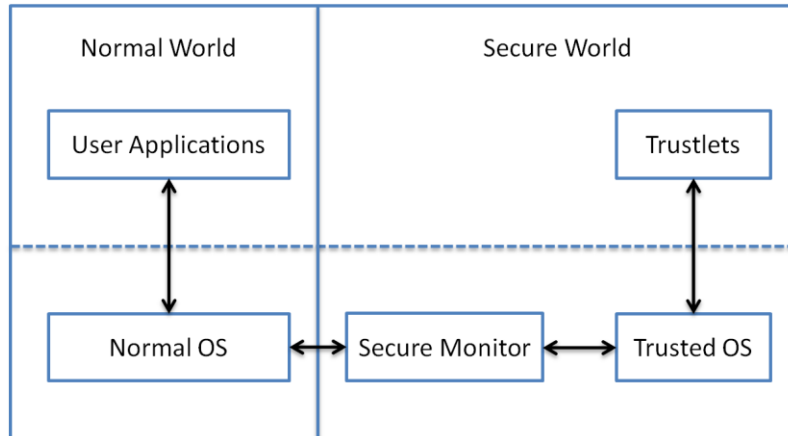 Normal World
Secure World
User Applications
Trustlets
Normal OS
Secure Monitor
Trusted OS